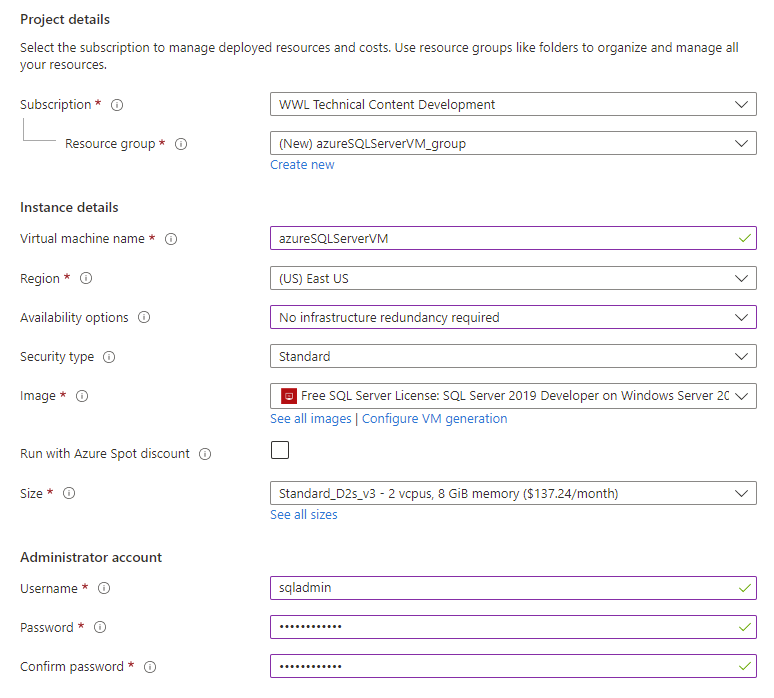 Project details
Select the subscription to manage deployed resources and costs. Use resource groups like folders to organize and manage all
your resources.
Subscription * WWL Technical Content Development
Resource group * (New) azureSQLServerVM_group
Create new
Instance details
Virtual machine name * azureSQLServerVM
Region * (US) East US
Availability options No infrastructure redundancy required
Security type Standard
Image * Free SQL Server License: SQL Server 2019 Developer on Windows Server 20
See all images | Configure VM generation
Run with Azure Spot discount
Size * Standard_D2s_v3 - 2 vcpus, 8 GiB memory ($137.24/month)
See all sizes
Administrator account
Username * sqladmin
Password * ••••••••••••
Confirm password * ••••••••••••